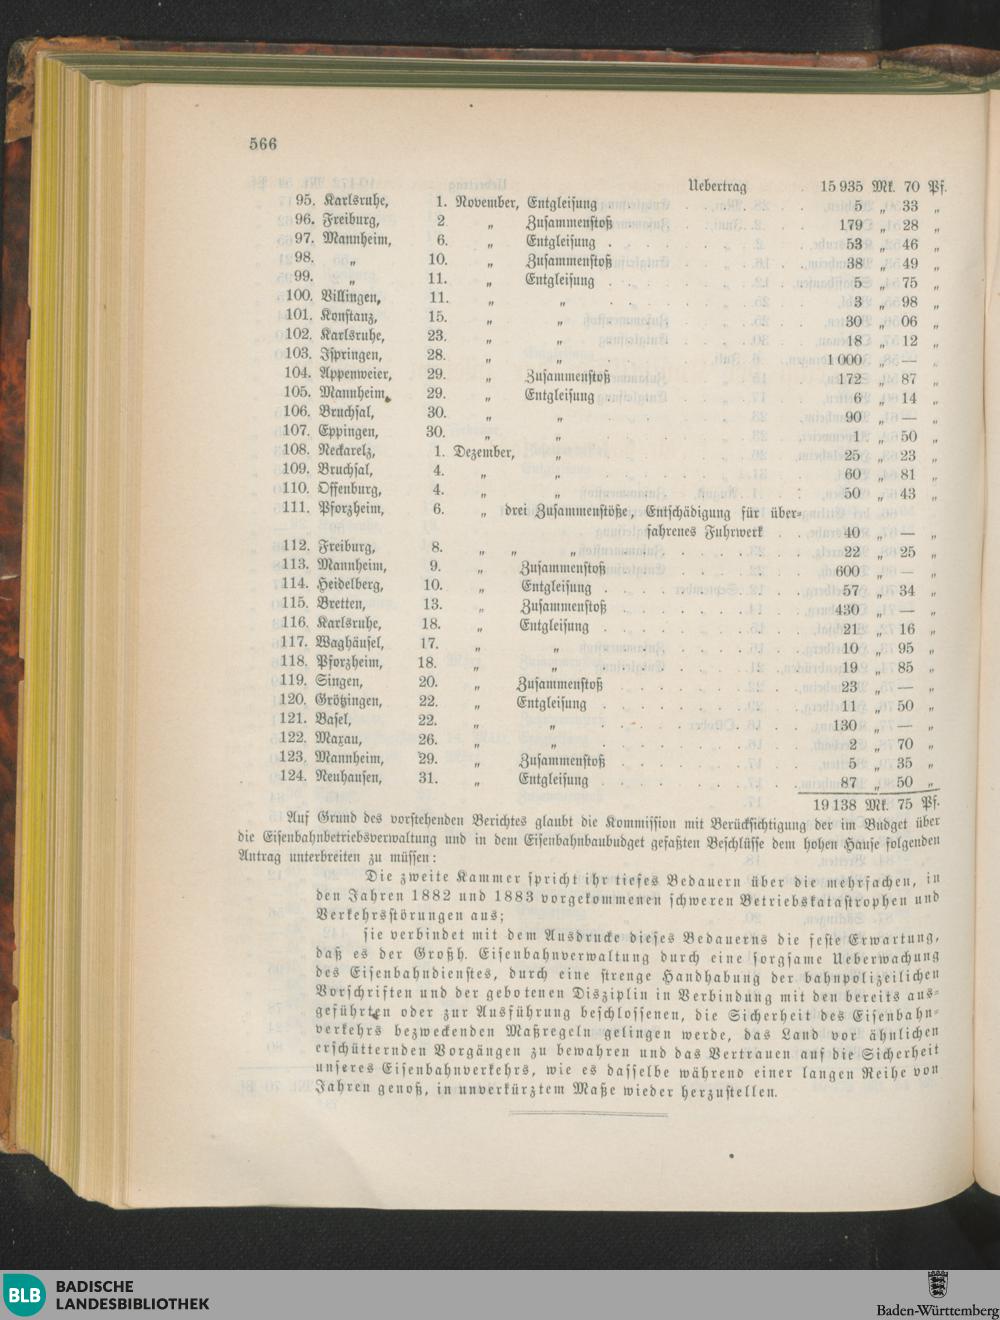 566
Uebertrag . 15 935 Mk. 70 Pf.
95. Karlsruhe, 1. November, Entgleisung . . . . . . 5 „ 33 „
96. Freiburg, 2 „ Zusammenstoß . . . . . . 179 „ 28 „
97. Mannheim, 6. „ Entgleisung . . . . . . 53 „ 46 „
98. „ 10. „ Zusammenstoß . . . . . . 38 „ 49 „
99. „ 11. „ Entgleisung . . . . . . 5 „ 75 „
100. Villingen, 11. „ „ . . . . . . 3 „ 98 „
101. Konstanz, 15. „ „ . . . . . . 30 „ 06 „
102. Karlsruhe, 23. „ „ . . . . . . 18 „ 12 „
103. Ispringen, 28. „ „ . . . . . . 1 000 „ — „
104. Appenweier, 29. „ Zusammenstoß . . . . . . 172 „ 87 „
105. Mannheim, 29. „ Entgleisung . . . . . . 6 „ 14 „
106. Bruchsal, 30. „ „ . . . . . . 90 „ — „
107. Eppingen, 30. „ „ . . . . . . 1 „ 50 „
108. Neckarelz, 1. Dezember, „ . . . . . . 25 „ 23 „
109. Bruchsal, 4. „ „ . . . . . . 60 „ 81 „
110. Offenburg, 4. „ „ . . . . . . 50 „ 43 „
111. Pforzheim, 6. „ drei Zusammenstöße, Entschädigung für über-
fahrenes Fuhrwerk . . 40 „ — „
112. Freiburg, 8. „ „ „ . . . . . . 22 „ 25 „
113. Mannheim, 9. „ Zusammenstoß . . . . . . 600 „ — „
114. Heidelberg, 10. „ Entgleisung . . . . . . 57 „ 34 „
115. Bretten, 13. „ Zusammenstoß . . . . . . 430 „ — „
116. Karlsruhe, 18. „ Entgleisung . . . . . . 21 „ 16 „
117. Waghäusel, 17. „ „ . . . . . . 10 „ 95 „
118. Pforzheim, 18. „ „ . . . . . . 19 „ 85 „
119. Singen, 20. „ Zusammenstoß . . . . . . 23 „ — „
120. Grötzingen, 22. „ Entgleisung . . . . . . 11 „ 50 „
121. Basel, 22. „ „ . . . . . . 130 „ — „
122. Maxau, 26. „ „ . . . . . . 2 „ 70 „
123. Mannheim, 29. „ Zusammenstoß . . . . . . 5 „ 35 „
124. Neuhausen, 31. „ Entgleisung . . . . . . 87 „ 50 „
19 138 Mk. 75 Pf.
Auf Grund des vorstehenden Berichtes glaubt die Kommission mit Berücksichtigung der im Budget über
die Eisenbahnbetriebsverwaltung und in dem Eisenbahnbaubudget gefaßten Beschlüsse dem hohen Hause folgenden
Antrag unterbreiten zu müssen:
Die zweite Kammer spricht ihr tiefes Bedauern über die mehrfachen, in
den Jahren 1882 und 1883 vorgekommenen schweren Betriebskatastrophen und
Verkehrsstörungen aus;
sie verbindet mit dem Ausdrucke dieses Bedauerns die feste Erwartung,
daß es der Großh. Eisenbahnverwaltung durch eine sorgsame Ueberwachung
des Eisenbahndienstes, durch eine strenge Handhabung der bahnpolizeilichen
Vorschriften und der gebotenen Disziplin in Verbindung mit den bereits aus-
geführten oder zur Ausführung beschlossenen, die Sicherheit des Eisenbahn-
verkehrs bezweckenden Maßregeln gelingen werde, das Land vor ähnlichen
erschütternden Vorgängen zu bewahren und das Vertrauen auf die Sicherheit
unseres Eisenbahnverkehrs, wie es dasselbe während einer langen Reihe von
Jahren genoß, in unverkürztem Maße wieder herzustellen.
BLB BADISCHE
LANDESBIBLIOTHEK
Baden-Württemberg